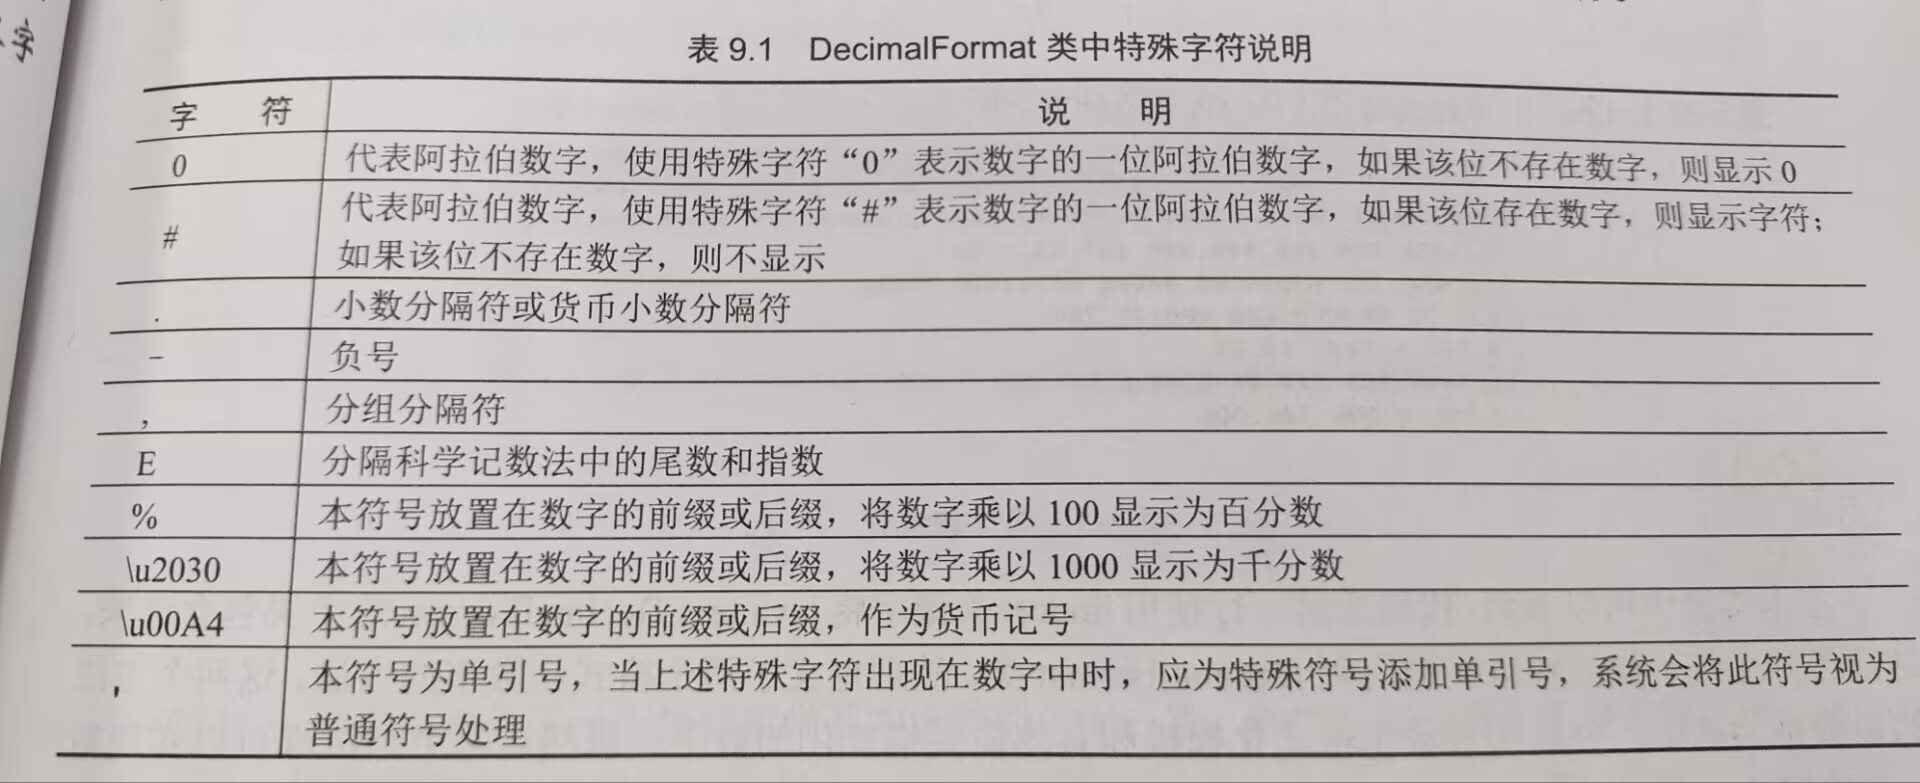 字
表 9.1 DecimalFormat 类中特殊字符说明
字 符 说 明
0 代表阿拉伯数字，使用特殊字符“0”表示数字的一位阿拉伯数字，如果该位不存在数字，则显示 0
# 代表阿拉伯数字，使用特殊字符“#”表示数字的一位阿拉伯数字，如果该位存在数字，则显示字符；
如果该位不存在数字，则不显示
. 小数分隔符或货币小数分隔符
- 负号
, 分组分隔符
E 分隔科学记数法中的尾数和指数
% 本符号放置在数字的前缀或后缀，将数字乘以 100 显示为百分数
\u2030 本符号放置在数字的前缀或后缀，将数字乘以 1000 显示为千分数
\u00A4 本符号放置在数字的前缀或后缀，作为货币记号
' 本符号为单引号，当上述特殊字符出现在数字中时，应为特殊符号添加单引号，系统会将此符号视为
普通符号处理